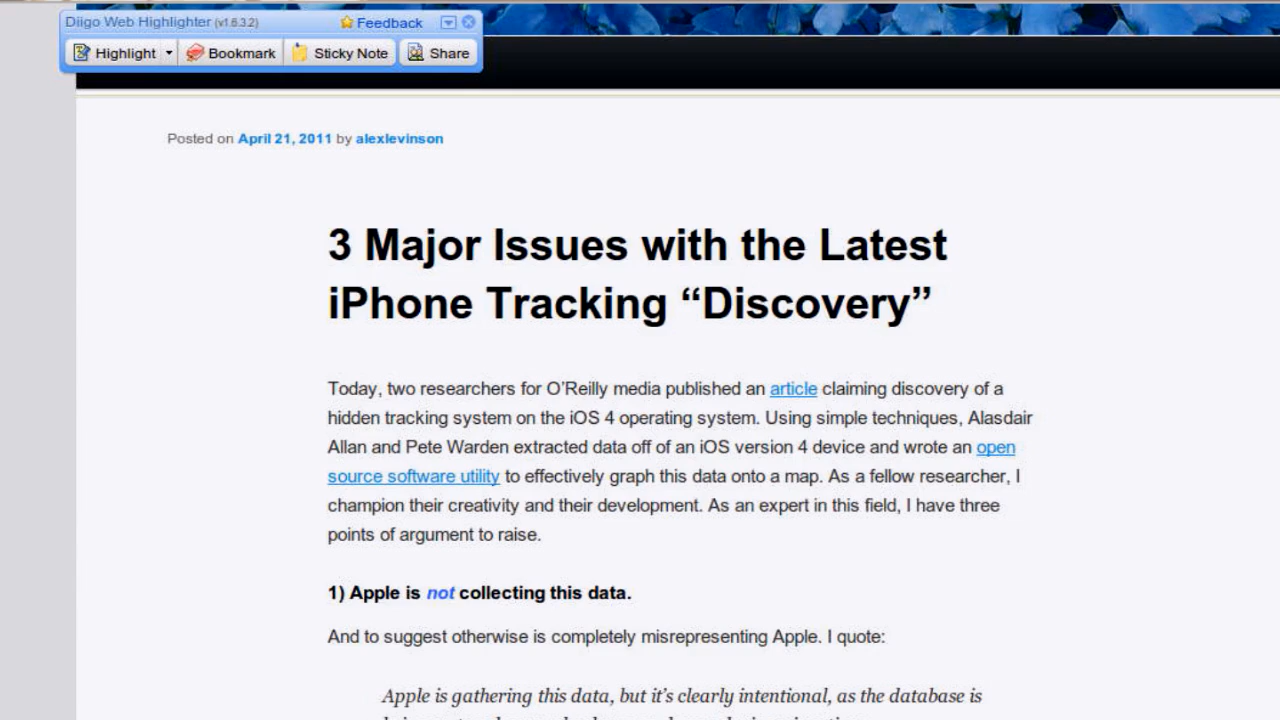 Diigo Web Highlighter (v1.6.3.2) Feedback
Highlight Bookmark Sticky Note Share
Posted on April 21, 2011 by alexlevinson
3 Major Issues with the Latest
iPhone Tracking “Discovery”
Today, two researchers for O’Reilly media published an article claiming discovery of a
hidden tracking system on the iOS 4 operating system. Using simple techniques, Alasdair
Allan and Pete Warden extracted data off of an iOS version 4 device and wrote an open
source software utility to effectively graph this data onto a map. As a fellow researcher, I
champion their creativity and their development. As an expert in this field, I have three
points of argument to raise.
1) Apple is not collecting this data.
And to suggest otherwise is completely misrepresenting Apple. I quote:
Apple is gathering this data, but it’s clearly intentional, as the database is